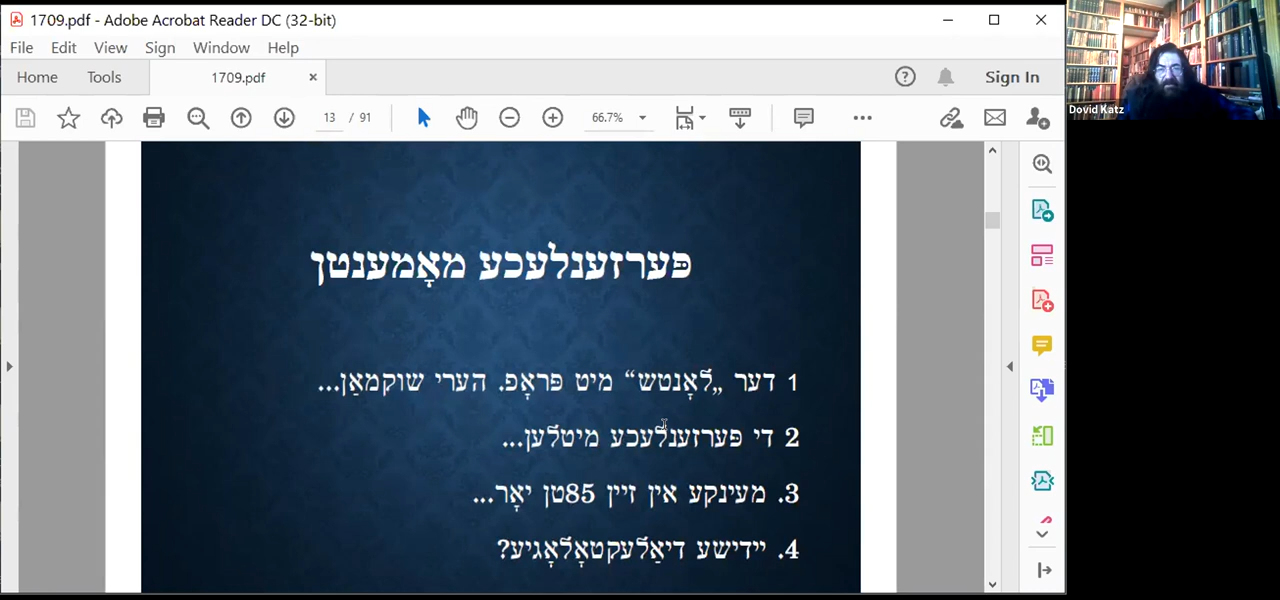 1709.pdf - Adobe Acrobat Reader DC (32-bit)
File Edit View Sign Window Help
Home Tools 1709.pdf × Sign In
13 / 91 66.7%
Dovid Katz
פּערזענלעכע מאָמענטן
1 דער „לאָנטש“ מיט פּראָפ. הערי שוקמאַן...
2 די פּערזענלעכע מיטלען...
3. מעינקע אין זיין 85טן יאָר...
4. יידישע דיאַלעקטאָלאָגיע?